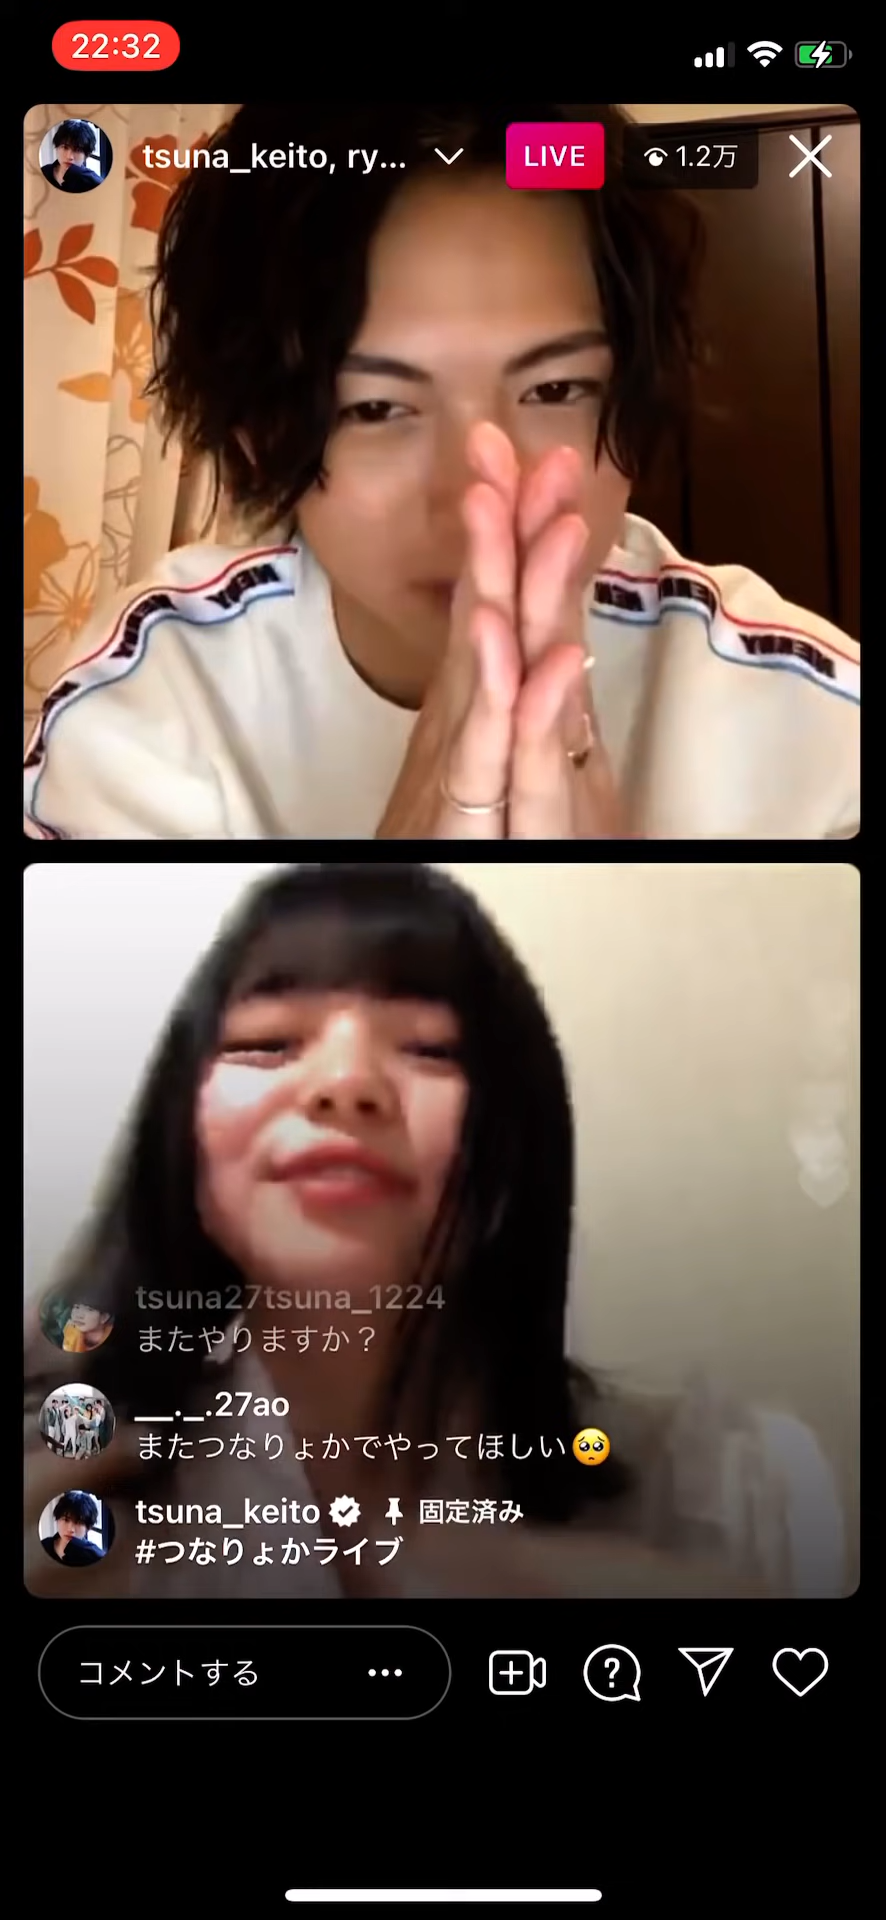 22:32
tsuna_keito, ry...
LIVE
1.2万
tsuna27tsuna_1224
またやりますか？
__._.27ao
またつなりょかでやってほしい🥺
tsuna_keito 固定済み
#つなりょかライブ
コメントする